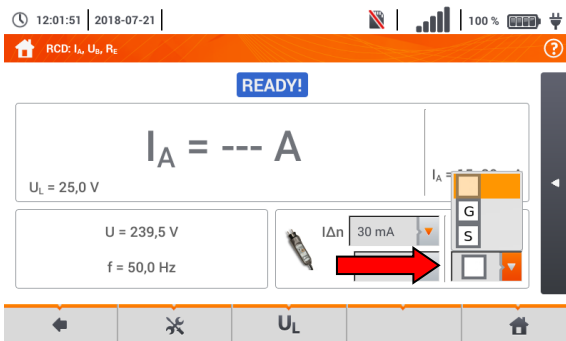 12:01:51 2018-07-21 100 %
RCD: IA, UB, RE ?
READY!
IA = --- A
IA =
UL = 25,0 V
G
S
U = 239,5 V
IΔn 30 mA
f = 50,0 Hz
UL